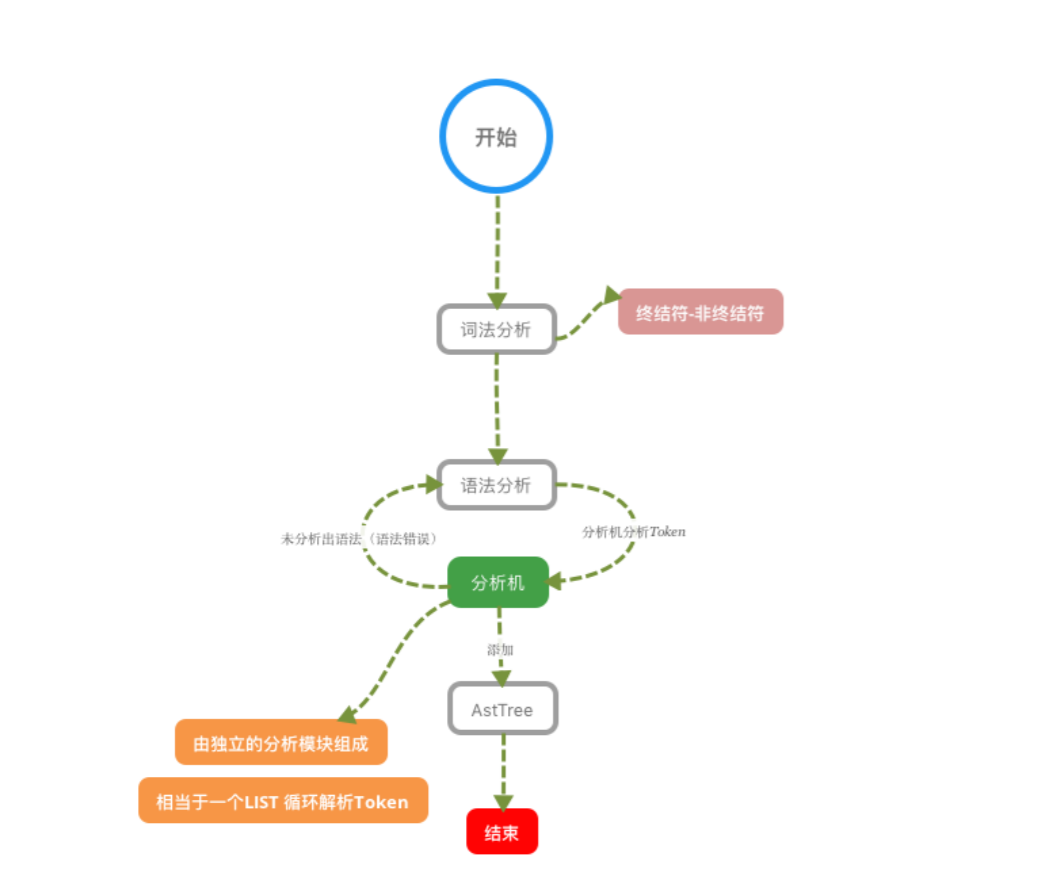 开始
词法分析
终结符-非终结符
语法分析
未分析出语法（语法错误）
分析机分析Token
分析机
添加
AstTree
由独立的分析模块组成
相当于一个LIST 循环解析Token
结束